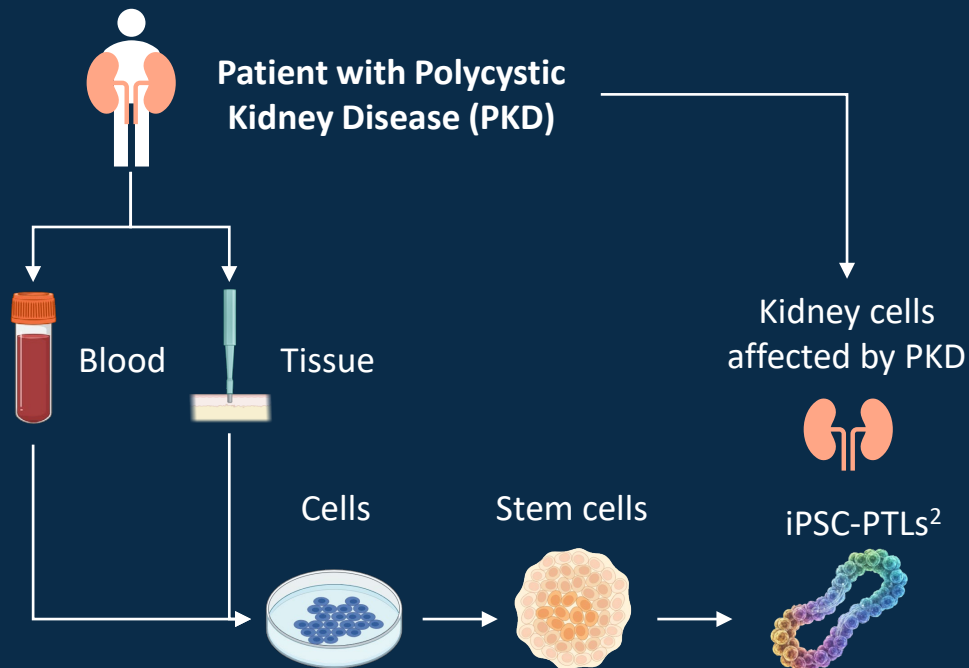 Patient with Polycystic
Kidney Disease (PKD)
Blood
Tissue
Kidney cells
affected by PKD
Cells
Stem cells
iPSC-PTLs²